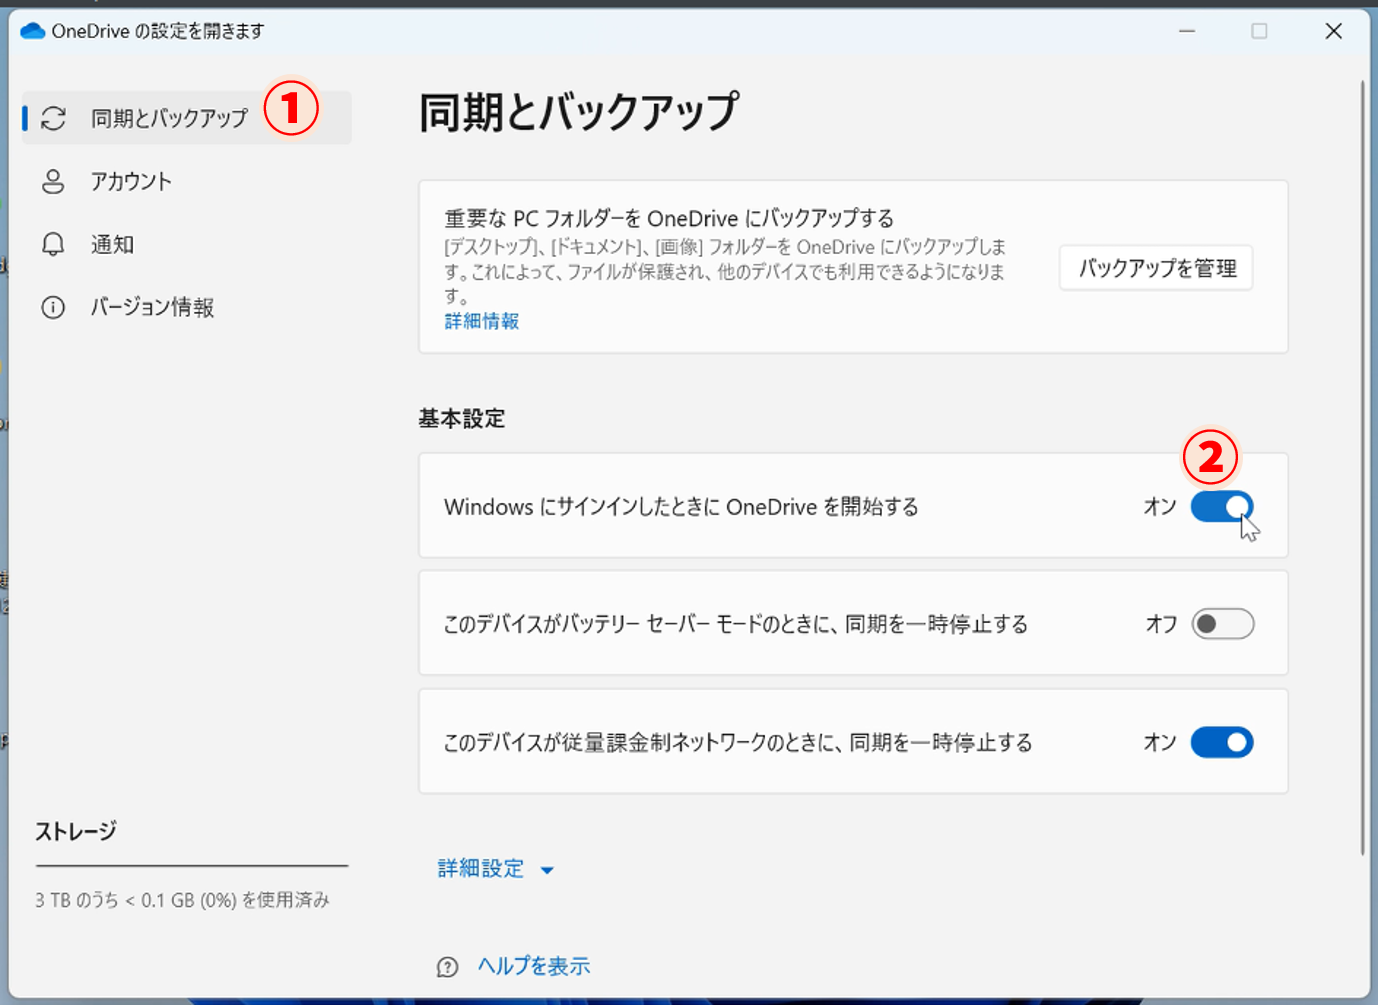 OneDrive の設定を開きます
同期とバックアップ
①
アカウント
通知
バージョン情報
ストレージ
3 TB のうち < 0.1 GB (0%) を使用済み
同期とバックアップ
重要な PC フォルダーを OneDrive にバックアップする
[デスクトップ]、[ドキュメント]、[画像] フォルダーを OneDrive にバックアップしま
す。これによって、ファイルが保護され、他のデバイスでも利用できるようになりま
す。
詳細情報
バックアップを管理
基本設定
②
Windows にサインインしたときに OneDrive を開始する
オン
このデバイスがバッテリー セーバー モードのときに、同期を一時停止する
オフ
このデバイスが従量課金制ネットワークのときに、同期を一時停止する
オン
詳細設定
ヘルプを表示